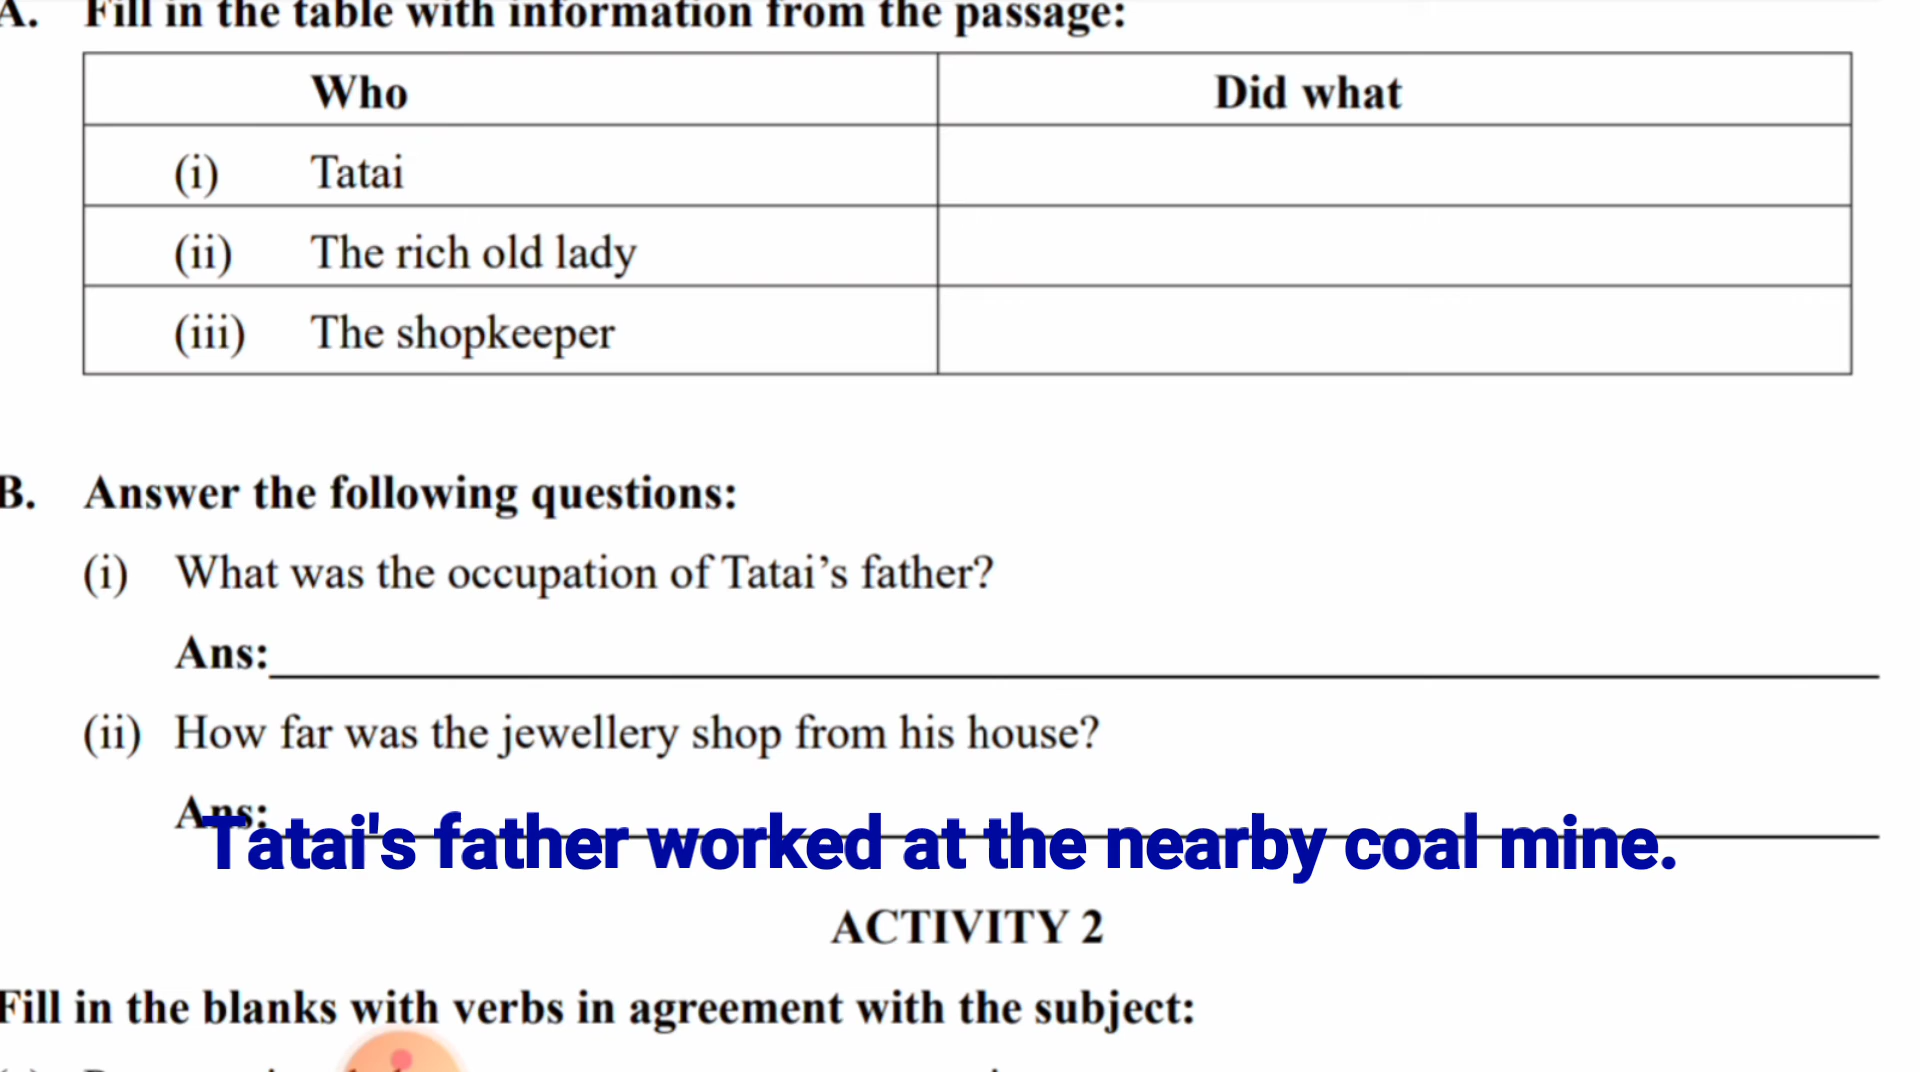 A. Fill in the table with information from the passage:
Who Did what
(i) Tatai
(ii) The rich old lady
(iii) The shopkeeper
B. Answer the following questions:
(i) What was the occupation of Tatai’s father?
Ans:
(ii) How far was the jewellery shop from his house?
Ans:
Tatai's father worked at the nearby coal mine.
ACTIVITY 2
Fill in the blanks with verbs in agreement with the subject: